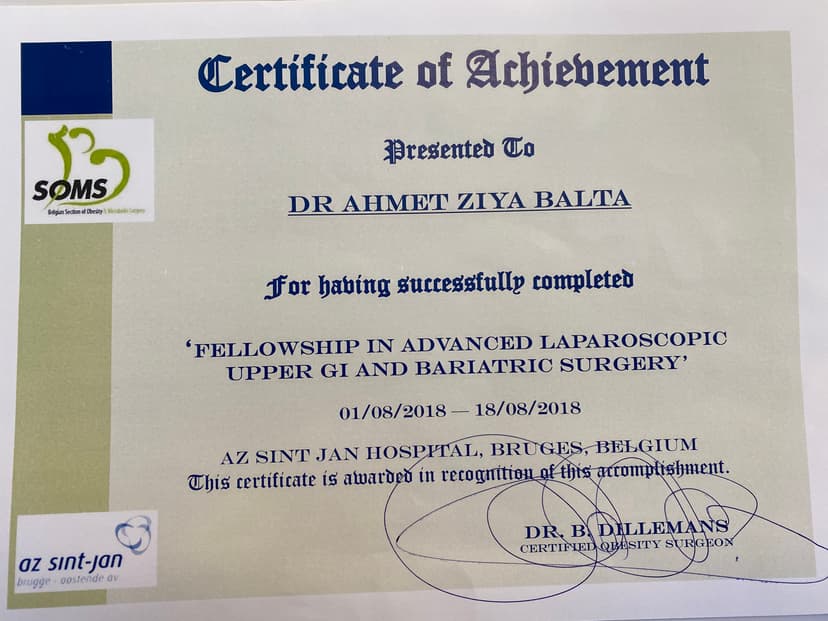 Certificate of Achievement
SOMS
Belgian Section of Obesity & Metabolic Surgery
Presented To
DR AHMET ZIYA BALTA
For having successfully completed
‘FELLOWSHIP IN ADVANCED LAPAROSCOPIC
UPPER GI AND BARIATRIC SURGERY’
01/08/2018 — 18/08/2018
AZ SINT JAN HOSPITAL, BRUGES, BELGIUM
This certificate is awarded in recognition of this accomplishment.
DR. B. DILLEMANS
CERTIFIED OBESITY SURGEON
az sint-jan
brugge - oostende av